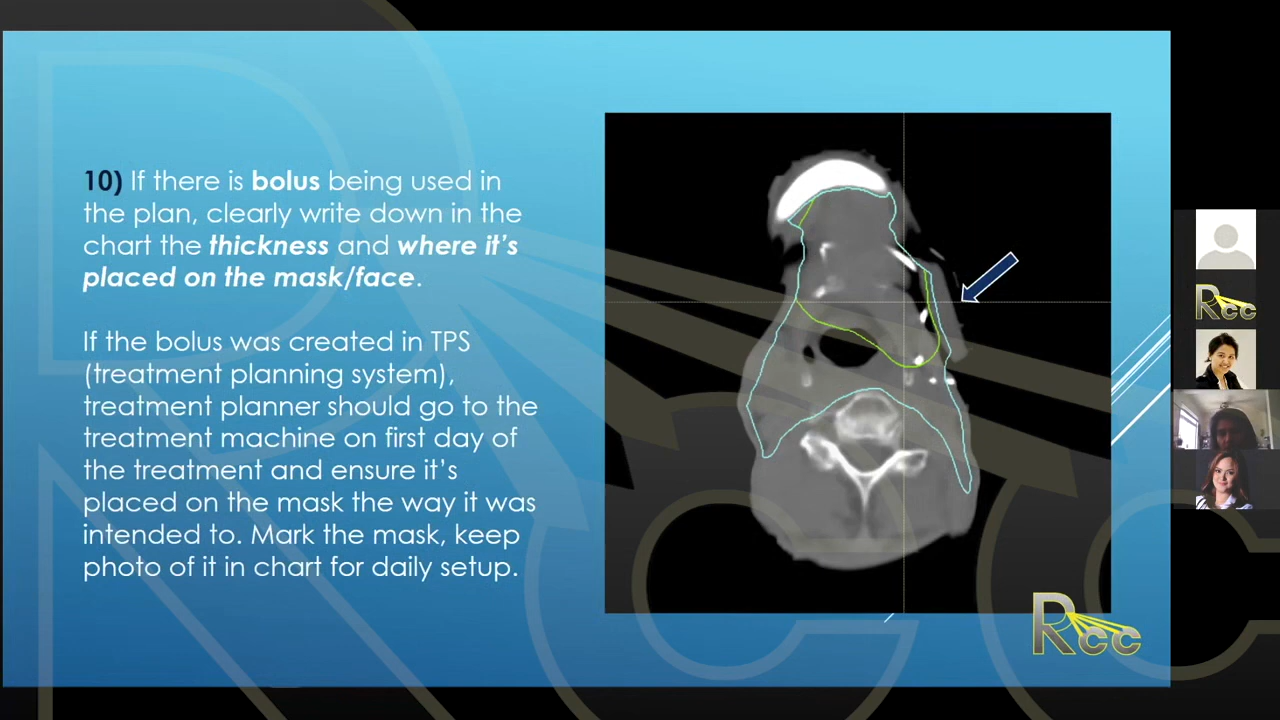 10) If there is bolus being used in
the plan, clearly write down in the
chart the thickness and where it's
placed on the mask/face.
If the bolus was created in TPS
(treatment planning system),
treatment planner should go to the
treatment machine on first day of
the treatment and ensure it's
placed on the mask the way it was
intended to. Mark the mask, keep
photo of it in chart for daily setup.
Rcc
Rcc
Rcc